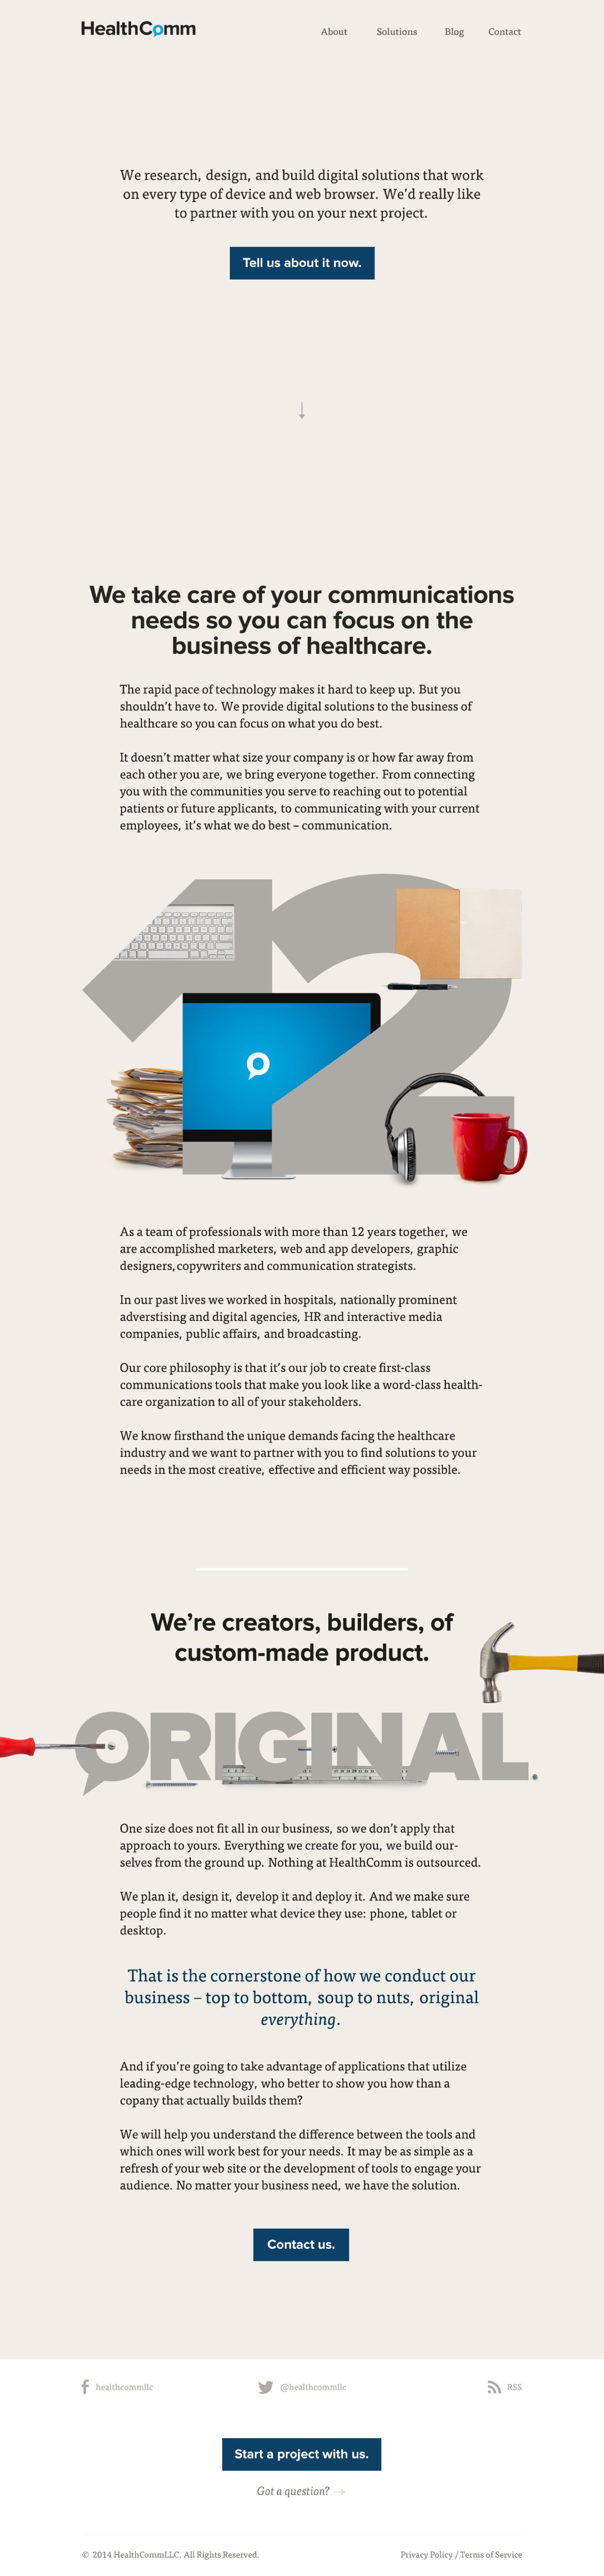 HealthComm
About Solutions Blog Contact
We research, design, and build digital solutions that work
on every type of device and web browser. We'd really like
to partner with you on your next project.
Tell us about it now.
We take care of your communications
needs so you can focus on the
business of healthcare.
The rapid pace of technology makes it hard to keep up. But you
shouldn't have to. We provide digital solutions to the business of
healthcare so you can focus on what you do best.
It doesn't matter what size your company is or how far away from
each other you are, we bring everyone together. From connecting
you with the communities you serve to reaching out to potential
patients or future applicants, to communicating with your current
employees, it's what we do best – communication.
12
As a team of professionals with more than 12 years together, we
are accomplished marketers, web and app developers, graphic
designers, copywriters and communication strategists.
In our past lives we worked in hospitals, nationally prominent
adverstising and digital agencies, HR and interactive media
companies, public affairs, and broadcasting.
Our core philosophy is that it's our job to create first-class
communications tools that make you look like a word-class health-
care organization to all of your stakeholders.
We know firsthand the unique demands facing the healthcare
industry and we want to partner with you to find solutions to your
needs in the most creative, effective and efficient way possible.
We're creators, builders, of
custom-made product.
ORIGINAL.
One size does not fit all in our business, so we don't apply that
approach to yours. Everything we create for you, we build our-
selves from the ground up. Nothing at HealthComm is outsourced.
We plan it, design it, develop it and deploy it. And we make sure
people find it no matter what device they use: phone, tablet or
desktop.
That is the cornerstone of how we conduct our
business – top to bottom, soup to nuts, original
everything.
And if you're going to take advantage of applications that utilize
leading-edge technology, who better to show you how than a
copany that actually builds them?
We will help you understand the difference between the tools and
which ones will work best for your needs. It may be as simple as a
refresh of your web site or the development of tools to engage your
audience. No matter your business need, we have the solution.
Contact us.
healthcommllc @healthcommllc RSS
Start a project with us.
Got a question? →
© 2014 HealthCommLLC. All Rights Reserved. Privacy Policy / Terms of Service